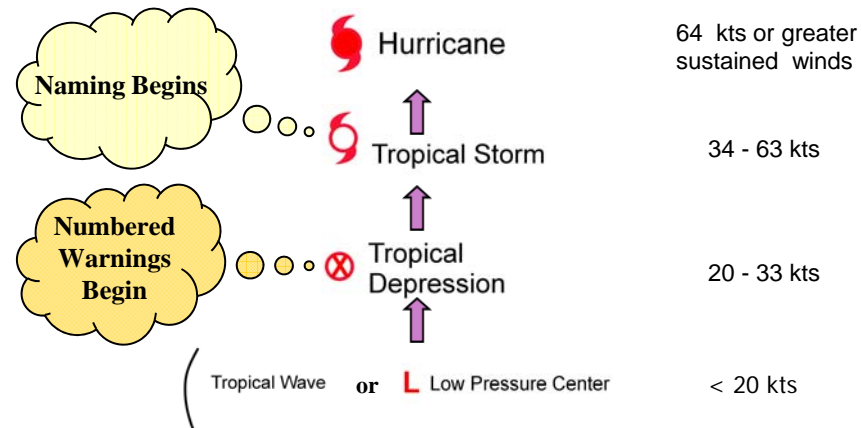 Hurricane
64 kts or greater
sustained winds
Naming Begins
Tropical Storm
34 - 63 kts
Numbered
Warnings
Begin
Tropical
Depression
20 - 33 kts
Tropical Wave or L Low Pressure Center
< 20 kts